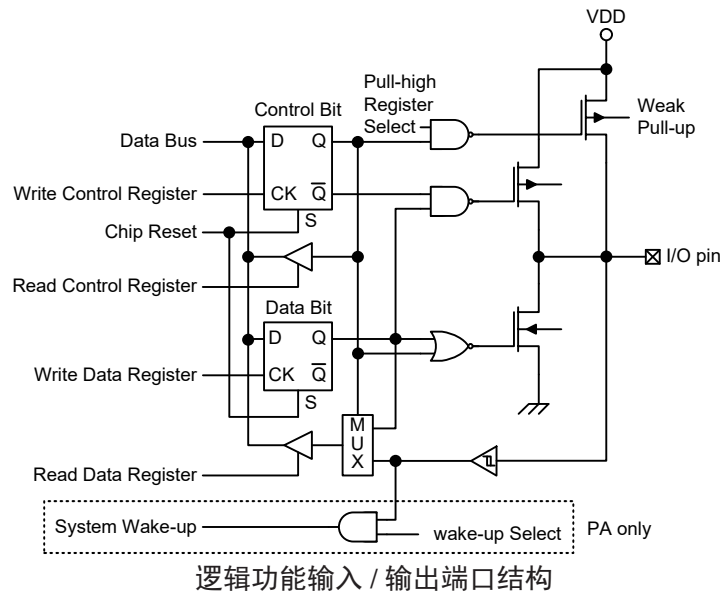 VDD
Pull-high
Register
Select
Weak
Pull-up
Control Bit
Data Bus
D
Q
Write Control Register
CK
Q
S
Chip Reset
I/O pin
Read Control Register
Data Bit
D
Q
Write Data Register
CK
Q
S
M
U
X
Read Data Register
System Wake-up
wake-up Select
PA only
逻辑功能输入 / 输出端口结构